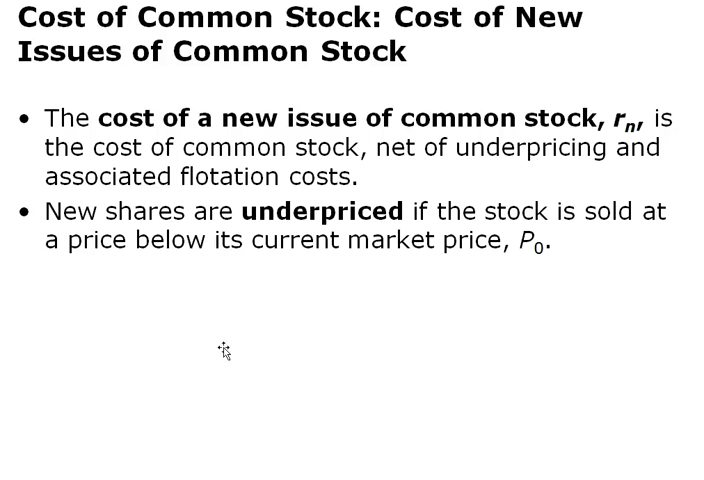 Cost of Common Stock: Cost of New
Issues of Common Stock
• The cost of a new issue of common stock, rₙ, is
the cost of common stock, net of underpricing and
associated flotation costs.
• New shares are underpriced if the stock is sold at
a price below its current market price, P₀.